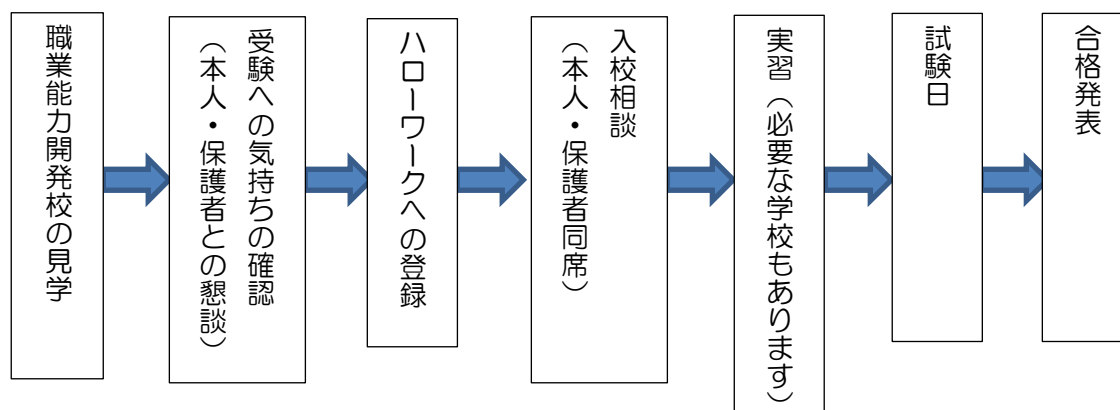 職業能力開発校の見学
受験への気持ちの確認
（本人・保護者との懇談）
ハローワークへの登録
入校相談
（本人・保護者同席）
実習（必要な学校もあります）
試験日
合格発表